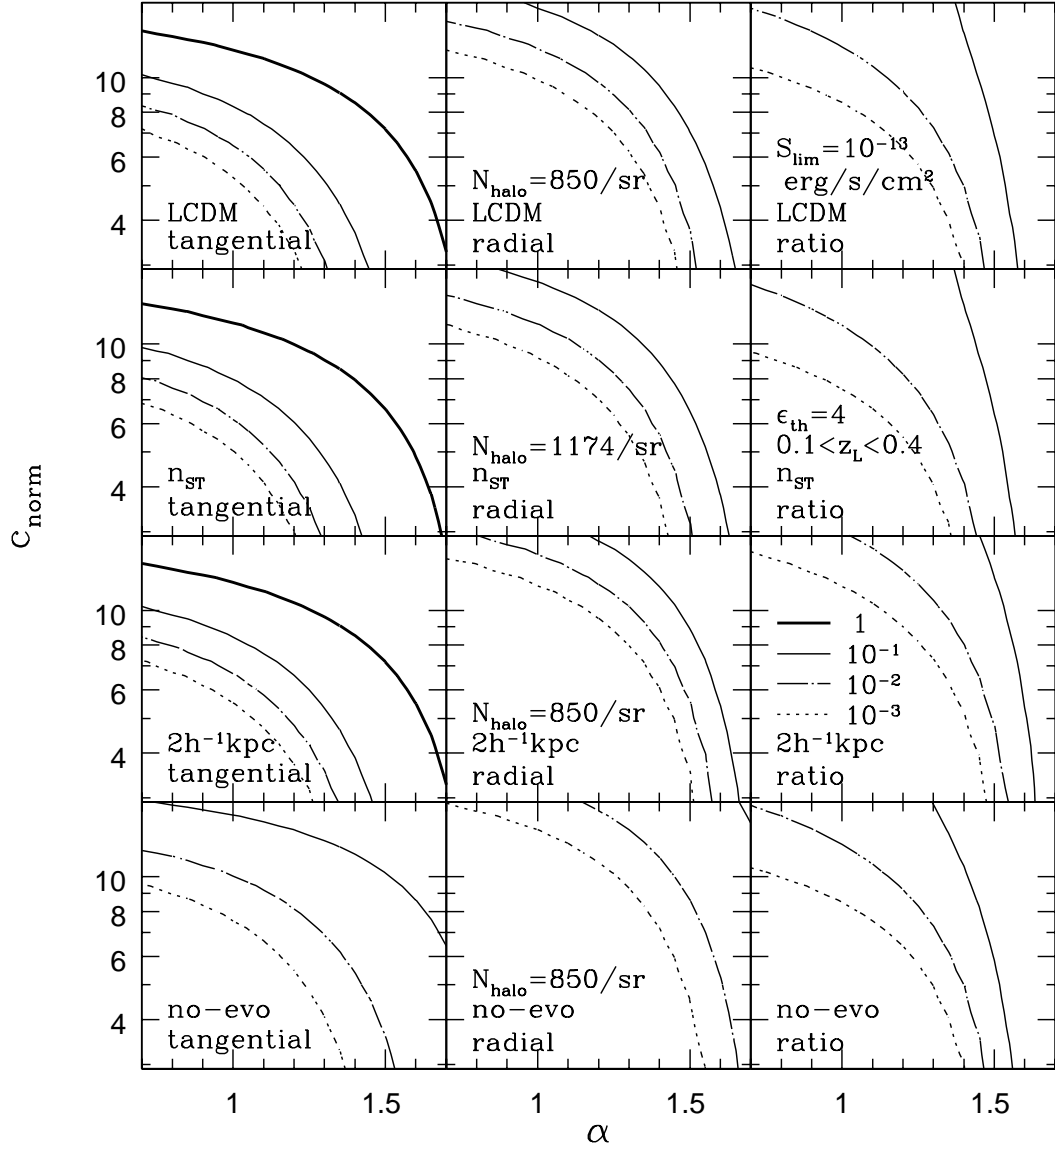 10
8
6
4
N_halo=850/sr
S_lim=10⁻¹³
erg/s/cm²
LCDM
tangential
LCDM
radial
LCDM
ratio
10
8
6
4
N_halo=1174/sr
ϵ_th=4
0.1<z_L<0.4
n_ST
tangential
n_ST
radial
n_ST
ratio
c_norm
10
8
6
4
1
10⁻¹
10⁻²
10⁻³
N_halo=850/sr
2h⁻¹kpc
tangential
2h⁻¹kpc
radial
2h⁻¹kpc
ratio
10
8
6
4
N_halo=850/sr
no-evo
tangential
no-evo
radial
no-evo
ratio
1 1.5 1 1.5 1 1.5
α